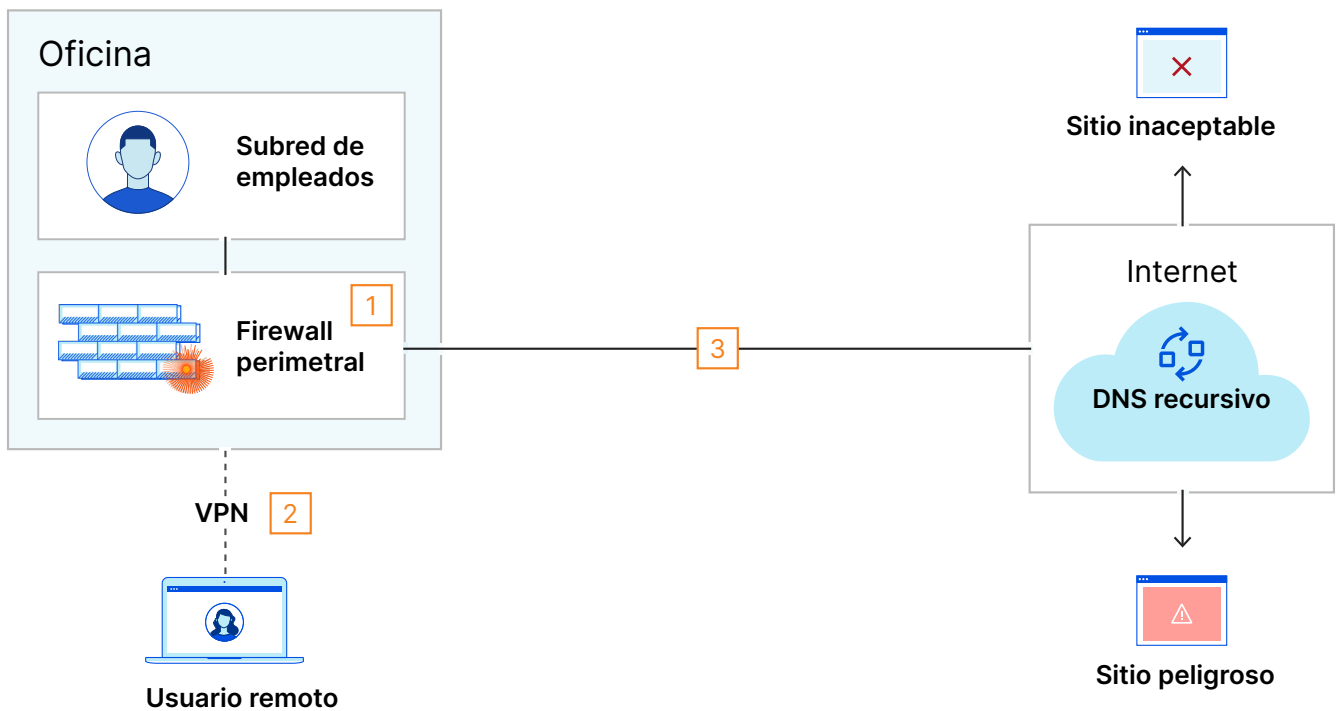 Oficina
Subred de
empleados
1
Firewall
perimetral
VPN
2
Usuario remoto
3
Sitio inaceptable
Internet
DNS recursivo
Sitio peligroso